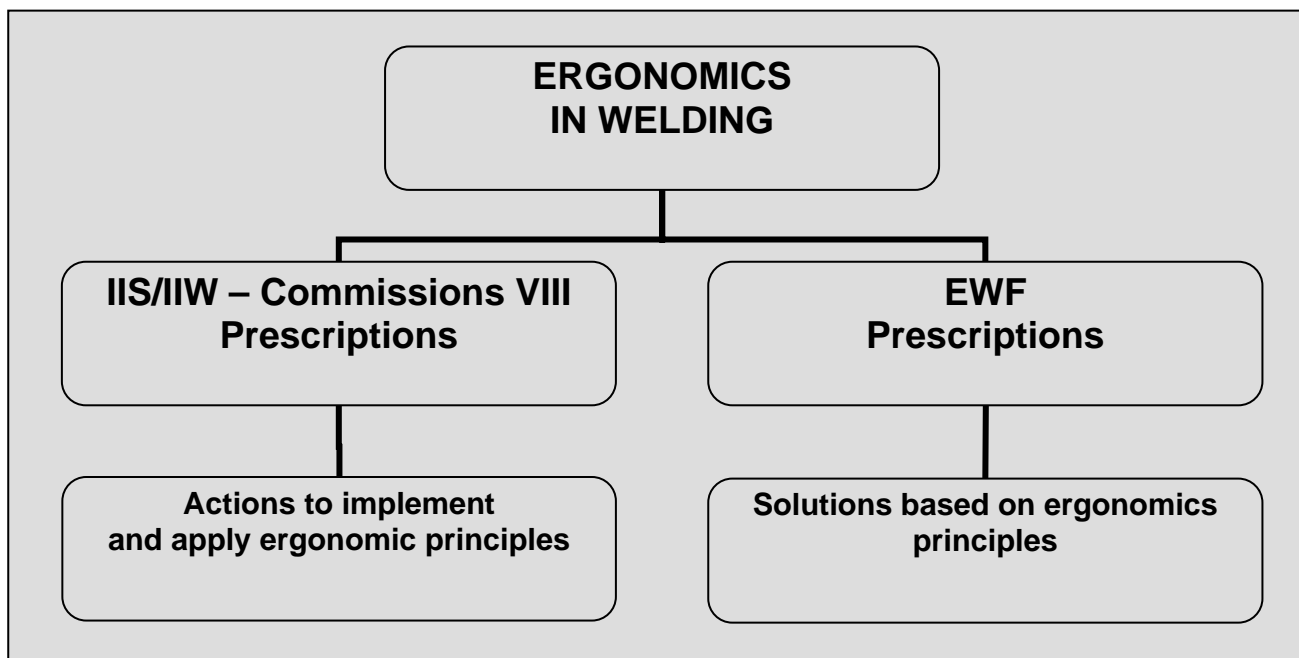 ERGONOMICS
IN WELDING
IIS/IIW – Commissions VIII
Prescriptions
EWF
Prescriptions
Actions to implement
and apply ergonomic principles
Solutions based on ergonomics
principles